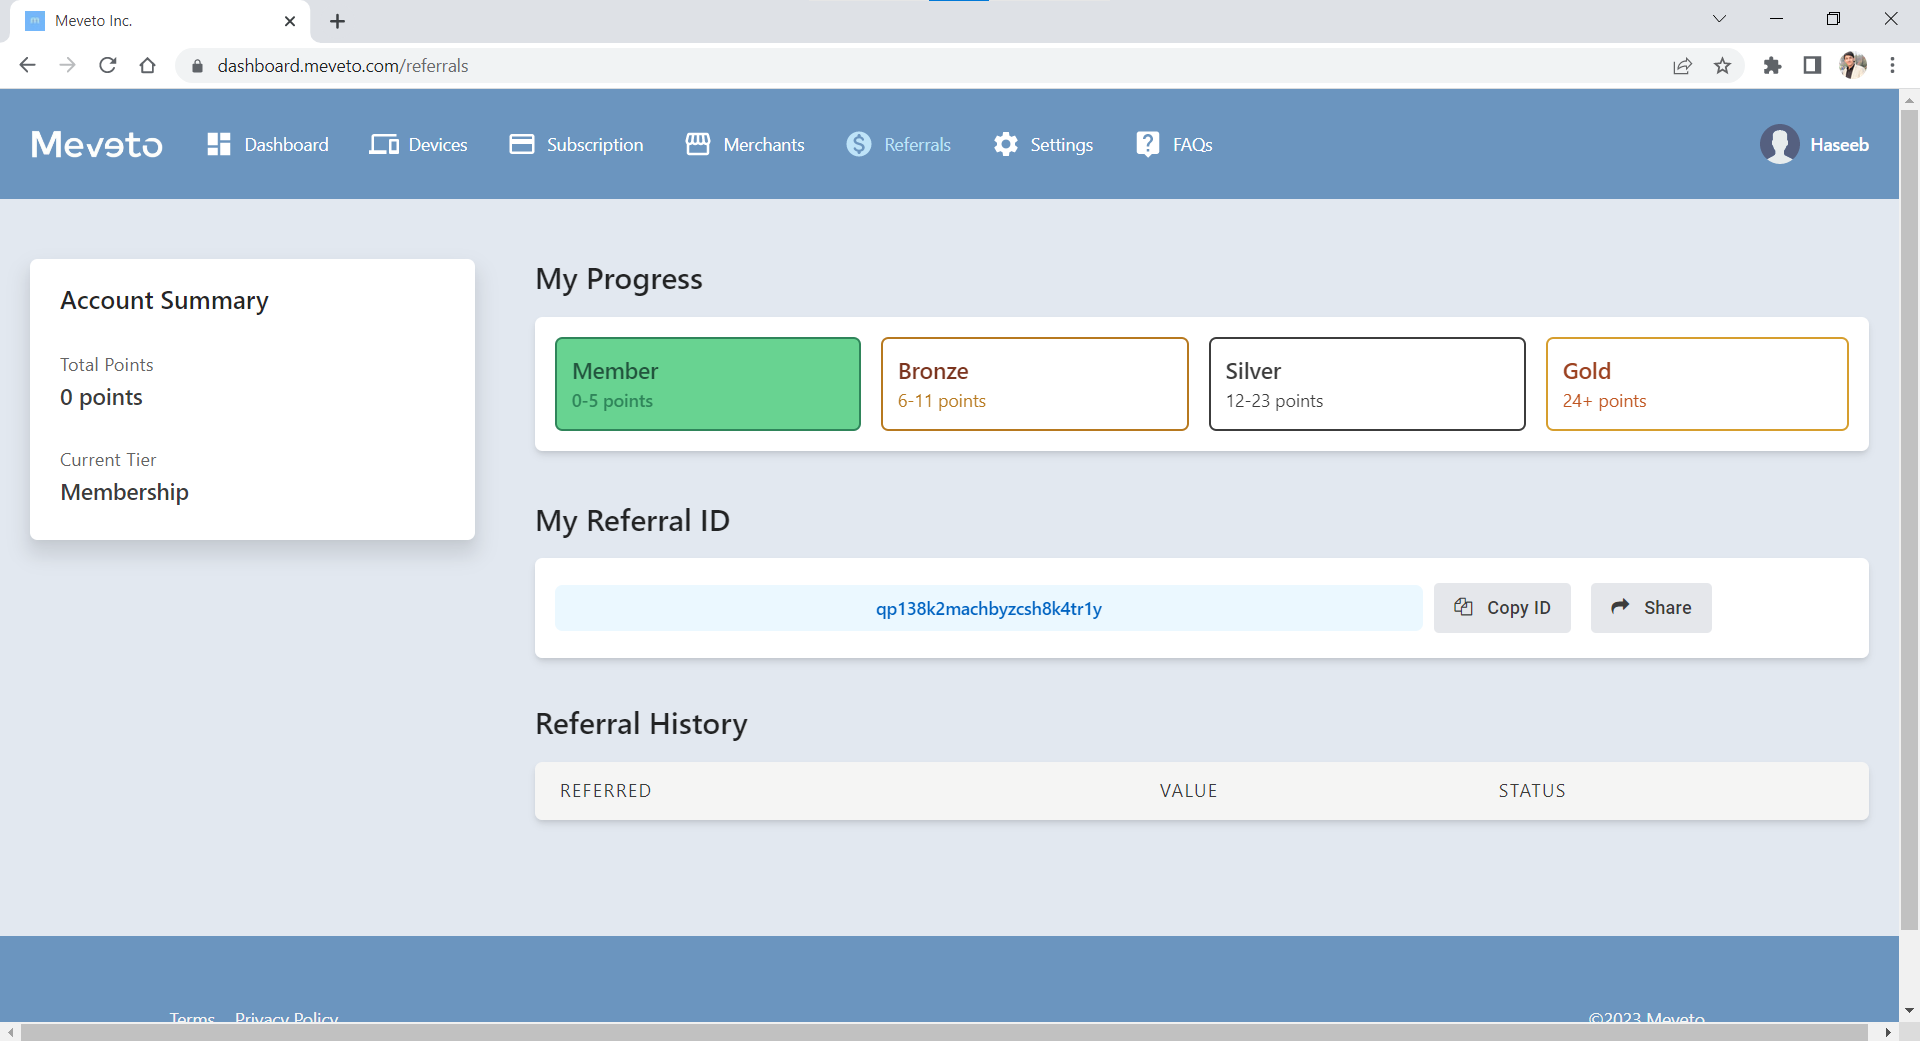 Meveto Inc.
dashboard.meveto.com/referrals
Meveto
Dashboard
Devices
Subscription
Merchants
Referrals
Settings
FAQs
Haseeb
Account Summary
Total Points
0 points
Current Tier
Membership
My Progress
Member
0-5 points
Bronze
6-11 points
Silver
12-23 points
Gold
24+ points
My Referral ID
qp138k2machbyzcsh8k4tr1y
Copy ID
Share
Referral History
REFERRED VALUE STATUS
Terms Privacy Policy
©2023 Meveto